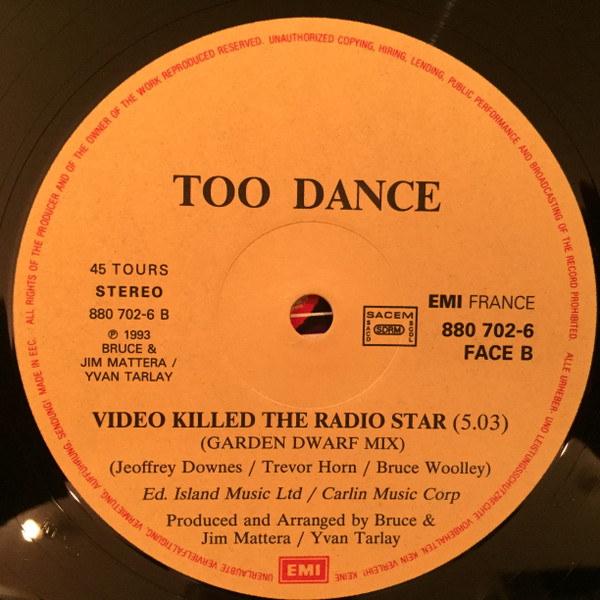 ALL RIGHTS OF THE PRODUCER AND OF THE OWNER OF THE WORK REPRODUCED RESERVED. UNAUTHORIZED COPYING, HIRING, LENDING, PUBLIC PERFORMANCE AND BROADCASTING OF THE RECORD PROHIBITED.
TOO DANCE
45 TOURS
STEREO
880 702-6 B
℗ 1993
BRUCE &
JIM MATTERA /
YVAN TARLAY
SACEM
SACD
SDRM
SGDL
EMI FRANCE
880 702-6
FACE B
VIDEO KILLED THE RADIO STAR (5.03)
(GARDEN DWARF MIX)
(Jeoffrey Downes / Trevor Horn / Bruce Woolley)
Ed. Island Music Ltd / Carlin Music Corp
Produced and Arranged by Bruce &
Jim Mattera / Yvan Tarlay
EMI
ALLE URHEBER- UND LEISTUNGSSCHUTZRECHTE VORBEHALTEN. KEIN VERLEIH! KEINE
UNERLAUBTE VERVIELFÄLTIGUNG, VERMIETUNG, AUFFÜHRUNG, SENDUNG! MADE IN EEC.